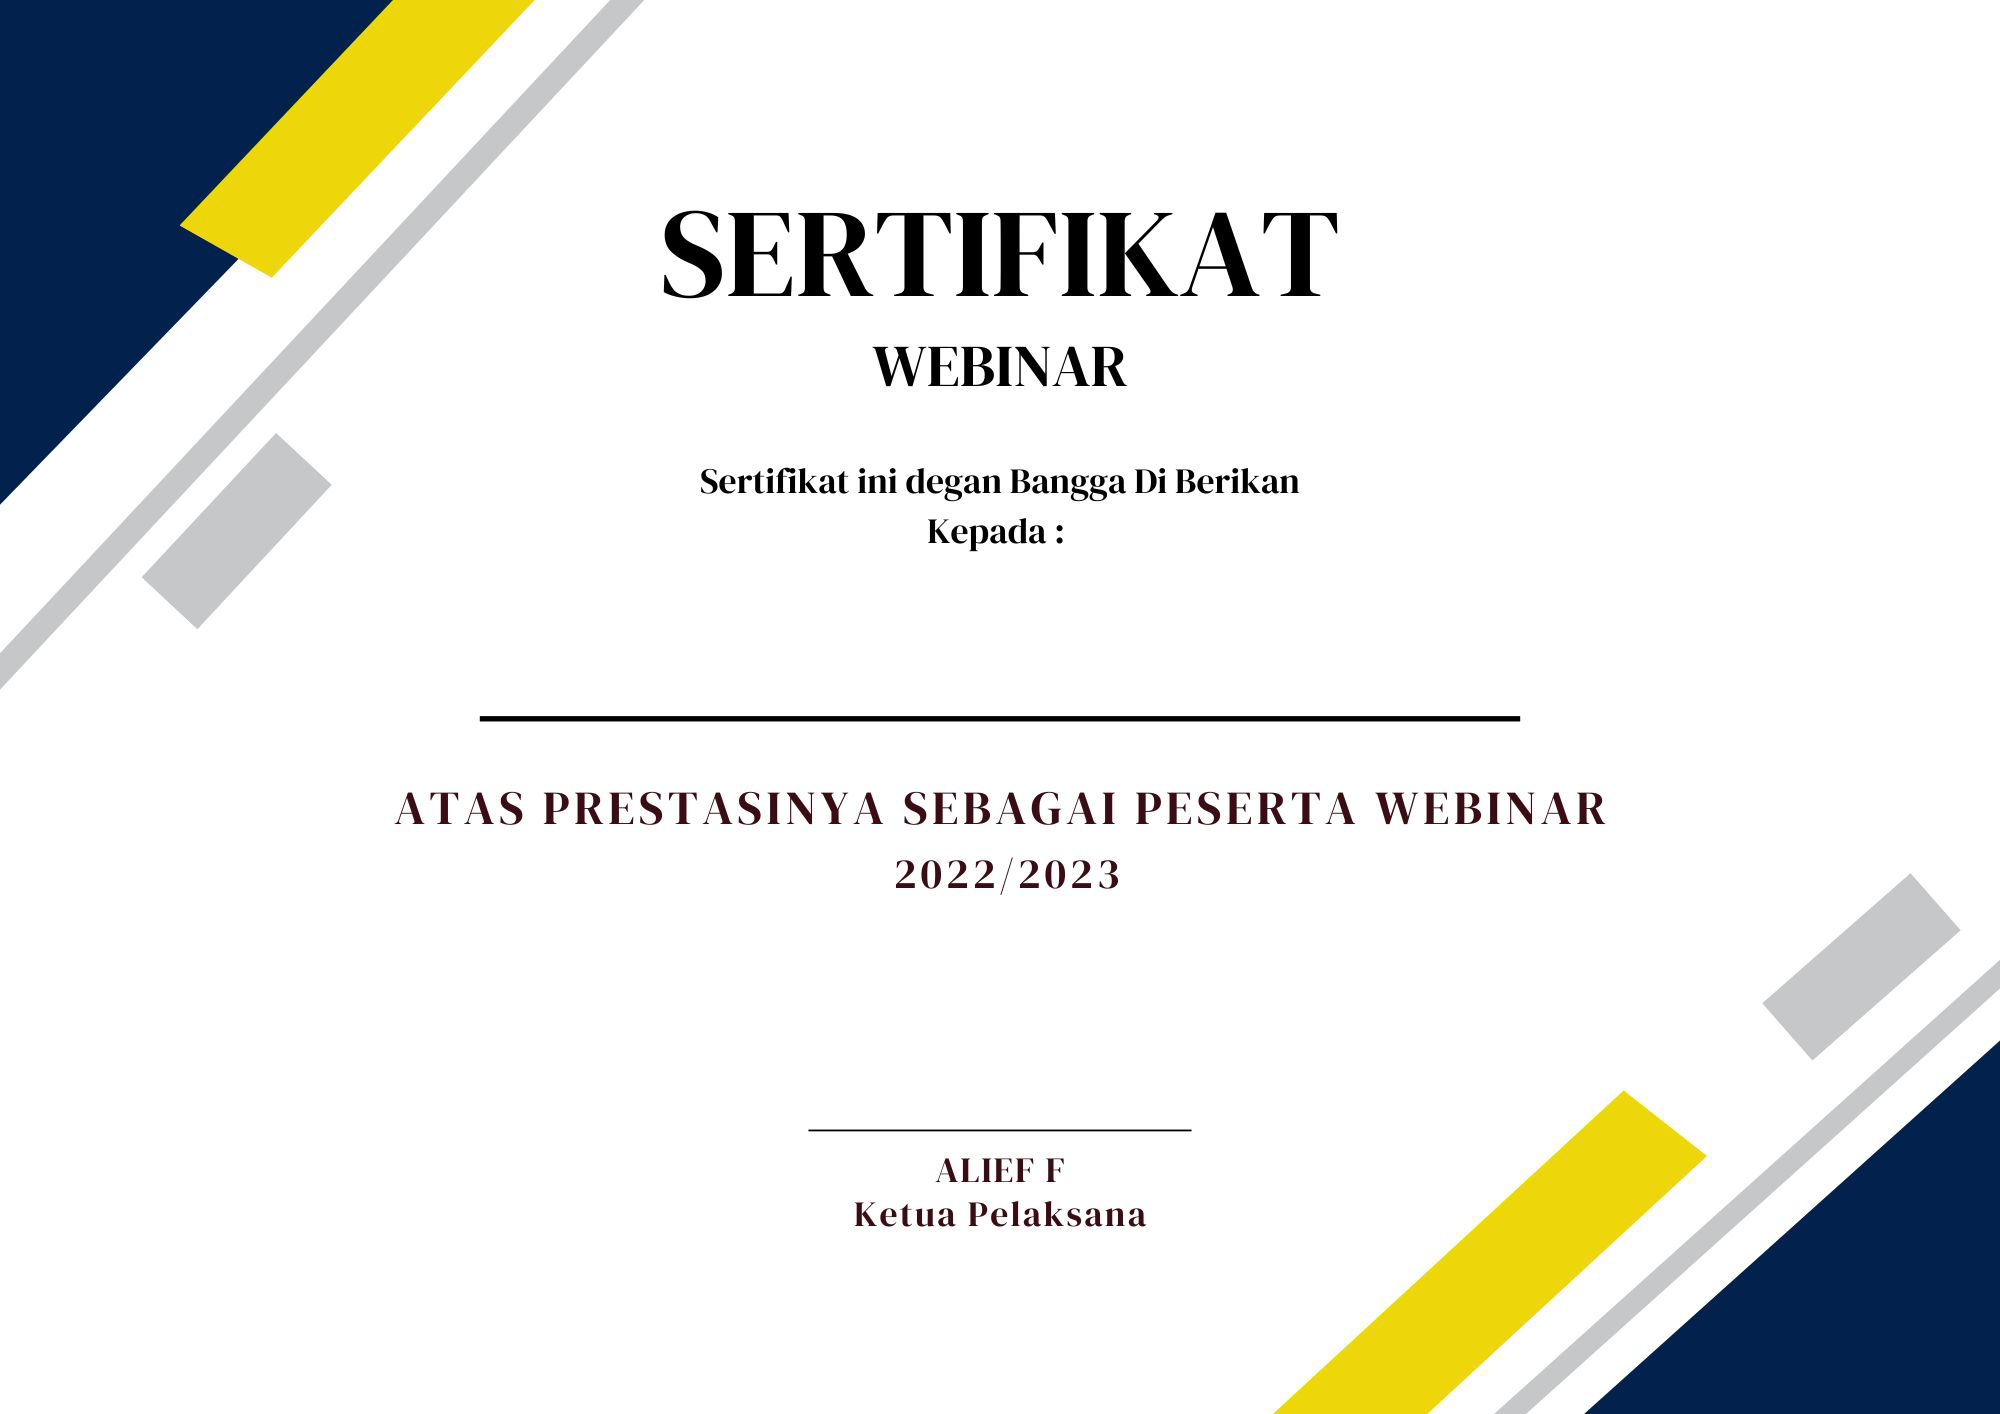 SERTIFIKAT
WEBINAR
Sertifikat ini degan Bangga Di Berikan
Kepada :
ATAS PRESTASINYA SEBAGAI PESERTA WEBINAR
2022/2023
ALIEF F
Ketua Pelaksana